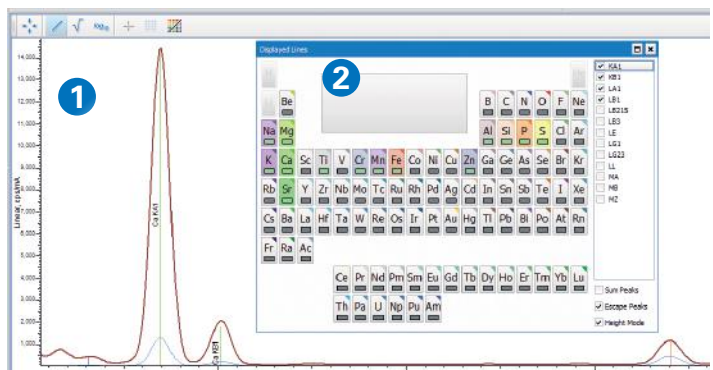 log₁₀
Linear, cps/mA
14,000
13,000
12,000
11,000
10,000
9,000
8,000
7,000
6,000
5,000
4,000
3,000
2,000
1,000
0
1
Ca KA1
Ca KB1
Displayed Lines
2
Be B C N O F Ne
Na Mg Al Si P S Cl Ar
K Ca Sc Ti V Cr Mn Fe Co Ni Cu Zn Ga Ge As Se Br Kr
Rb Sr Y Zr Nb Mo Tc Ru Rh Pd Ag Cd In Sn Sb Te I Xe
Cs Ba La Hf Ta W Re Os Ir Pt Au Hg Tl Pb Bi Po At Rn
Fr Ra Ac
Ce Pr Nd Pm Sm Eu Gd Tb Dy Ho Er Tm Yb Lu
Th Pa U Np Pu Am
KA1
KB1
LA1
LB1
LB215
LB3
LE
LG1
LG23
LL
MA
MB
MZ
Sum Peaks
Escape Peaks
Height Mode